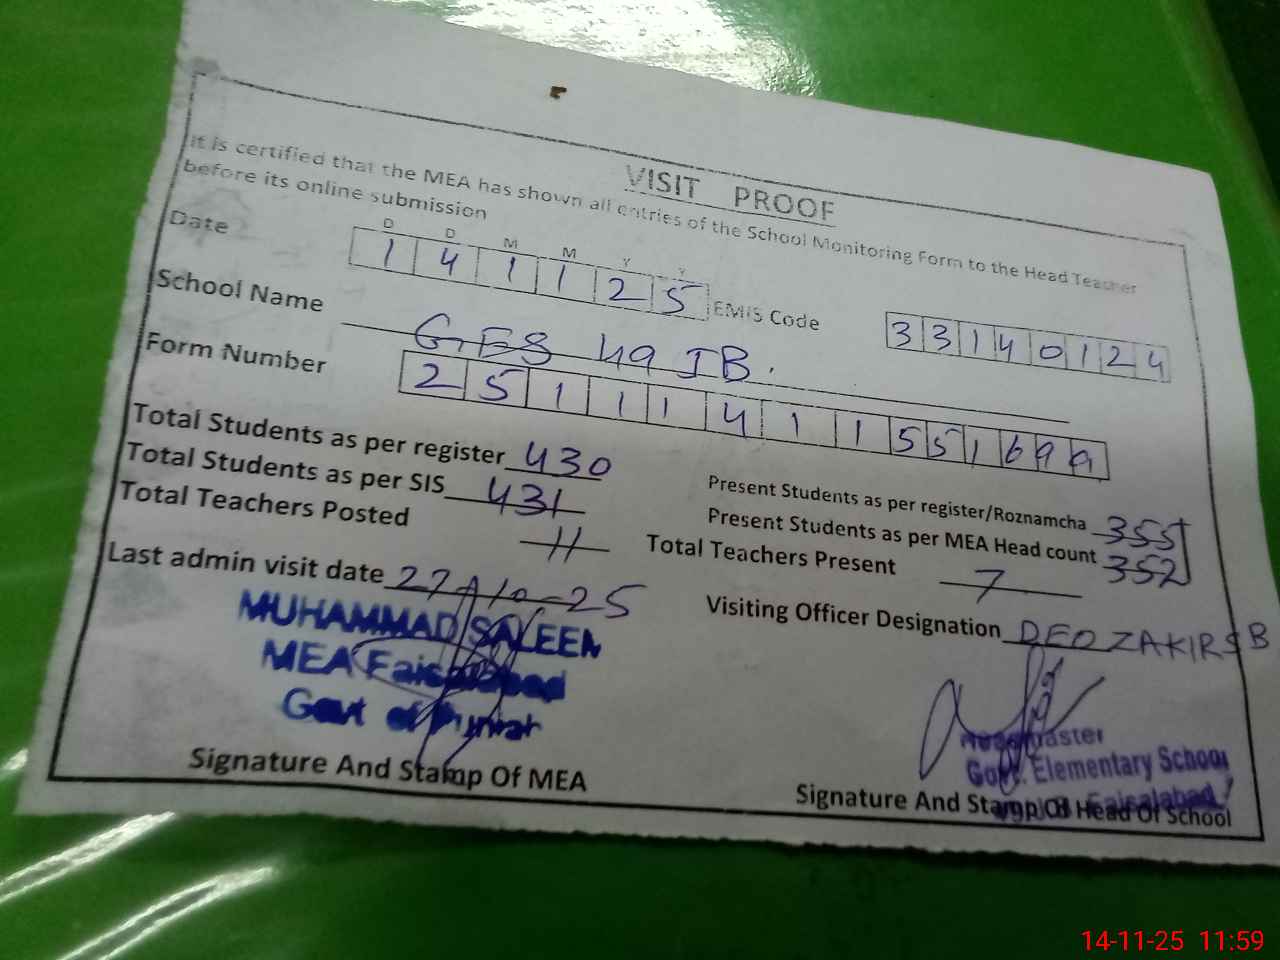 VISIT PROOF
It is certified that the MEA has shown all entries of the School Monitoring Form to the Head Teacher
before its online submission
D D M M Y Y
Date 1 4 1 1 2 5 EMIS Code 3 3 1 4 0 1 2 4
School Name GES 49 JB.
Form Number 2 5 1 1 1 4 1 1 5 5 1 6 9 9
Total Students as per register 430 Present Students as per register/Roznamcha 355
Total Students as per SIS 431 Present Students as per MEA Head count 352
Total Teachers Posted 11 Total Teachers Present 7
Last admin visit date 27-10-25 Visiting Officer Designation DEO ZAKIR SB
MUHAMMAD SALEEM
MEA Faisalabad
Govt of Punjab
Headmaster
Govt. Elementary School
Faisalabad
Signature And Stamp Of MEA Signature And Stamp Of Head Of School
14-11-25 11:59